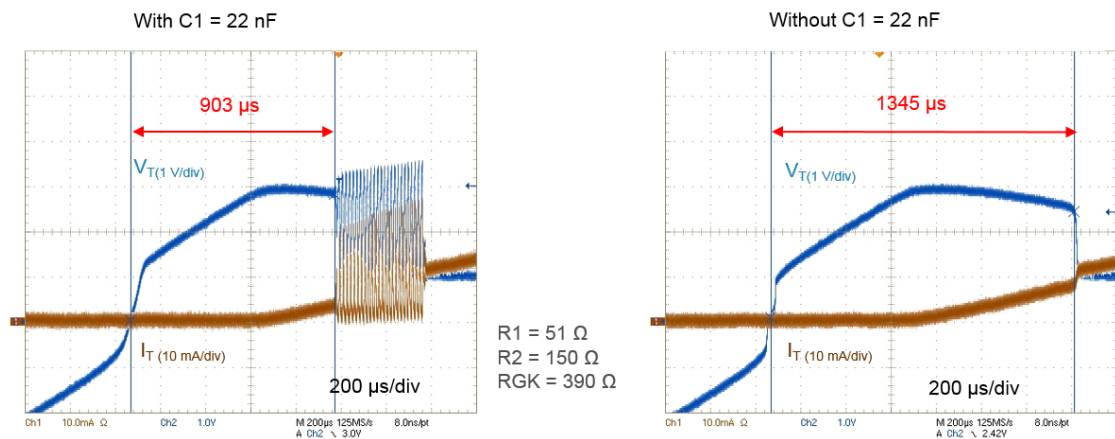 With C1 = 22 nF
903 µs
VT(1 V/div)
IT (10 mA/div)
200 µs/div
Ch1 10.0mA Ω Ch2 1.0V M 200µs 125MS/s 8.0ns/pt
A Ch2 ↘ 3.0V
R1 = 51 Ω
R2 = 150 Ω
RGK = 390 Ω
Without C1 = 22 nF
1345 µs
VT(1 V/div)
IT (10 mA/div)
200 µs/div
Ch1 10.0mA Ω Ch2 1.0V M 200µs 125MS/s 8.0ns/pt
A Ch2 ↘ 2.42V